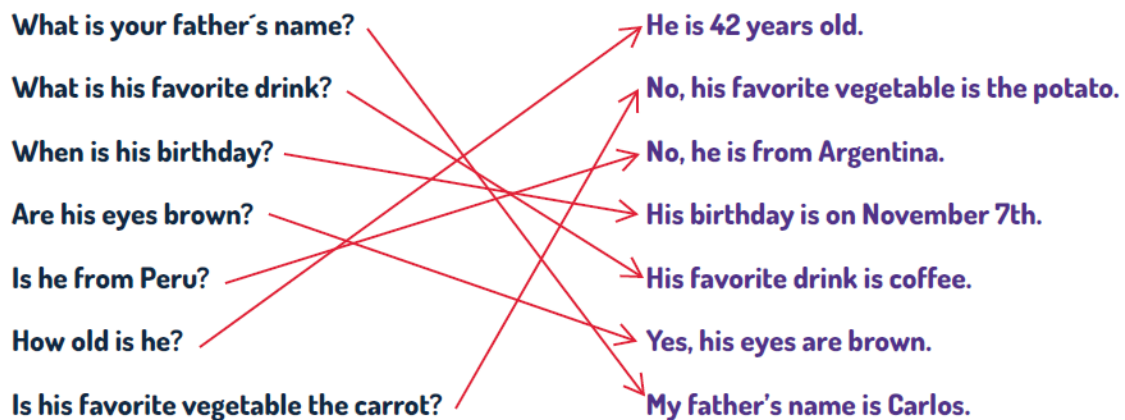 What is your father´s name?
He is 42 years old.
What is his favorite drink?
No, his favorite vegetable is the potato.
When is his birthday?
No, he is from Argentina.
Are his eyes brown?
His birthday is on November 7th.
Is he from Peru?
His favorite drink is coffee.
How old is he?
Yes, his eyes are brown.
Is his favorite vegetable the carrot?
My father’s name is Carlos.